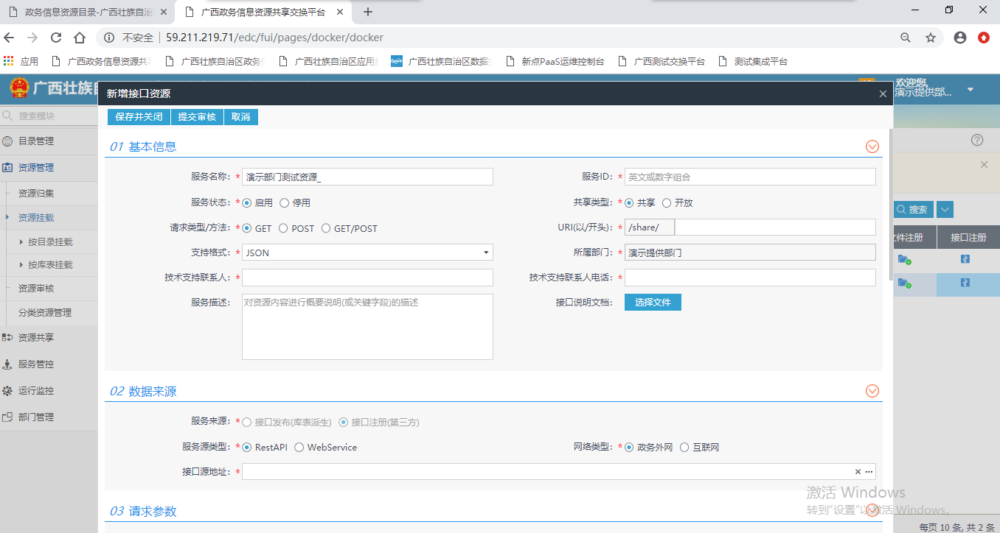 政务信息资源目录-广西壮族自治
广西政务信息资源共享交换平台
不安全 59.211.219.71/edc/fui/pages/docker/docker
应用 广西政务信息资源共享 广西壮族自治区政务 广西壮族自治区应用 广西壮族自治区数据 新点PaaS运维控制台 广西测试交换平台 测试集成平台
广西壮族自
欢迎您,
演示提供部...
新增接口资源
搜索模块
保存并关闭 提交审核 取消
目录管理
资源管理
资源归集
资源挂载
按目录挂载
按库表挂载
资源审核
分类资源管理
资源共享
服务管控
运行监控
部门管理
01 基本信息
服务名称: * 演示部门测试资源_ 服务ID: * 英文或数字组合
服务状态: * 启用 停用 共享类型: * 共享 开放
请求类型/方法: * GET POST GET/POST URI(以/开头): * /share/
支持格式: * JSON 所属部门: * 演示提供部门
技术支持联系人: * 技术支持联系人电话: *
服务描述: 对资源内容进行概要说明(或关键字段)的描述 接口说明文档: 选择文件
搜索
文件注册 接口注册
02 数据来源
服务来源: * 接口发布(库表派生) 接口注册(第三方)
服务源类型: * RestAPI WebService 网络类型: * 政务外网 互联网
接口源地址: *
03 请求参数
激活 Windows
转到"设置"以激活 Windows。
每页 10 条, 共 2 条